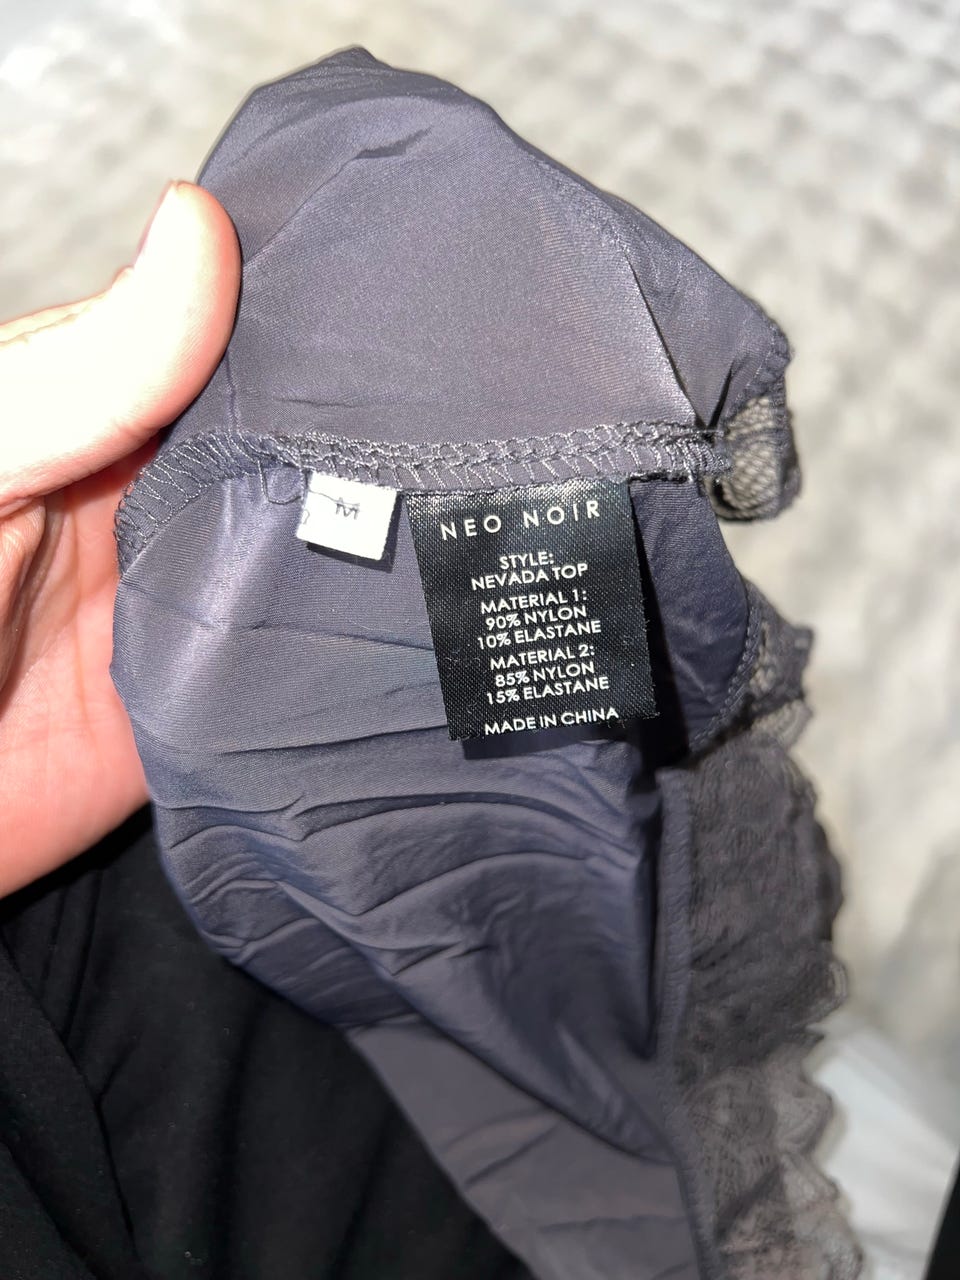 M
NEO NOIR
STYLE:
NEVADA TOP
MATERIAL 1:
90% NYLON
10% ELASTANE
MATERIAL 2:
85% NYLON
15% ELASTANE
MADE IN CHINA